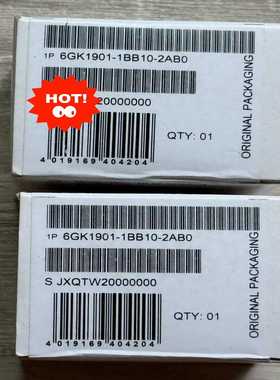 1P 6GK1901-1BB10-2AB0
HOT!
20000000
QTY: 01
4 019169 404204
ORIGINAL PACKAGING
1P 6GK1901-1BB10-2AB0
S JXQTW20000000
QTY: 01
4 019169 404204
ORIGINAL PACKAGING